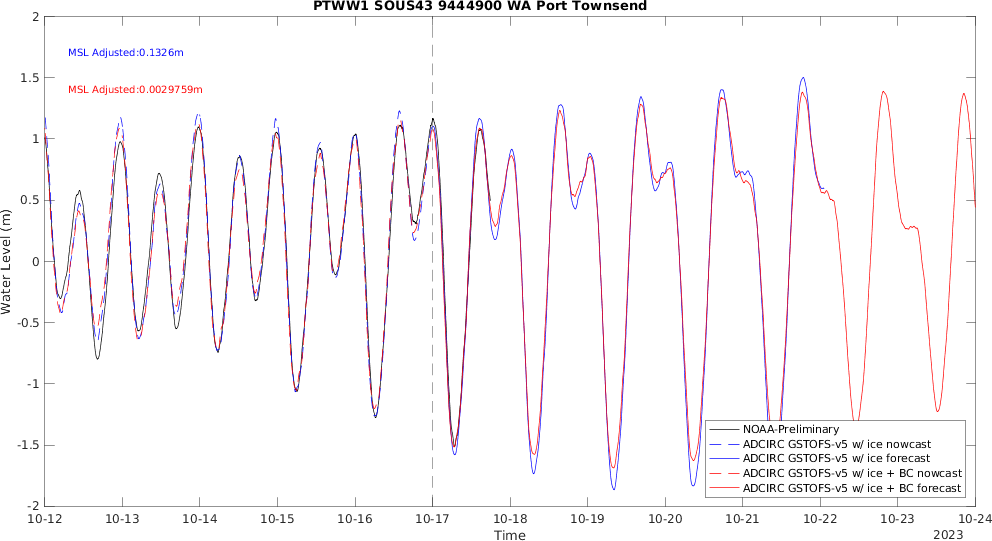 PTWW1 SOUS43 9444900 WA Port Townsend
MSL Adjusted:0.1326m
MSL Adjusted:0.0029759m
Water Level (m)
2
1.5
1
0.5
0
-0.5
-1
-1.5
-2
NOAA-Preliminary
ADCIRC GSTOFS-v5 w/ ice nowcast
ADCIRC GSTOFS-v5 w/ ice forecast
ADCIRC GSTOFS-v5 w/ ice + BC nowcast
ADCIRC GSTOFS-v5 w/ ice + BC forecast
10-12 10-13 10-14 10-15 10-16 10-17 10-18 10-19 10-20 10-21 10-22 10-23 10-24
Time
2023